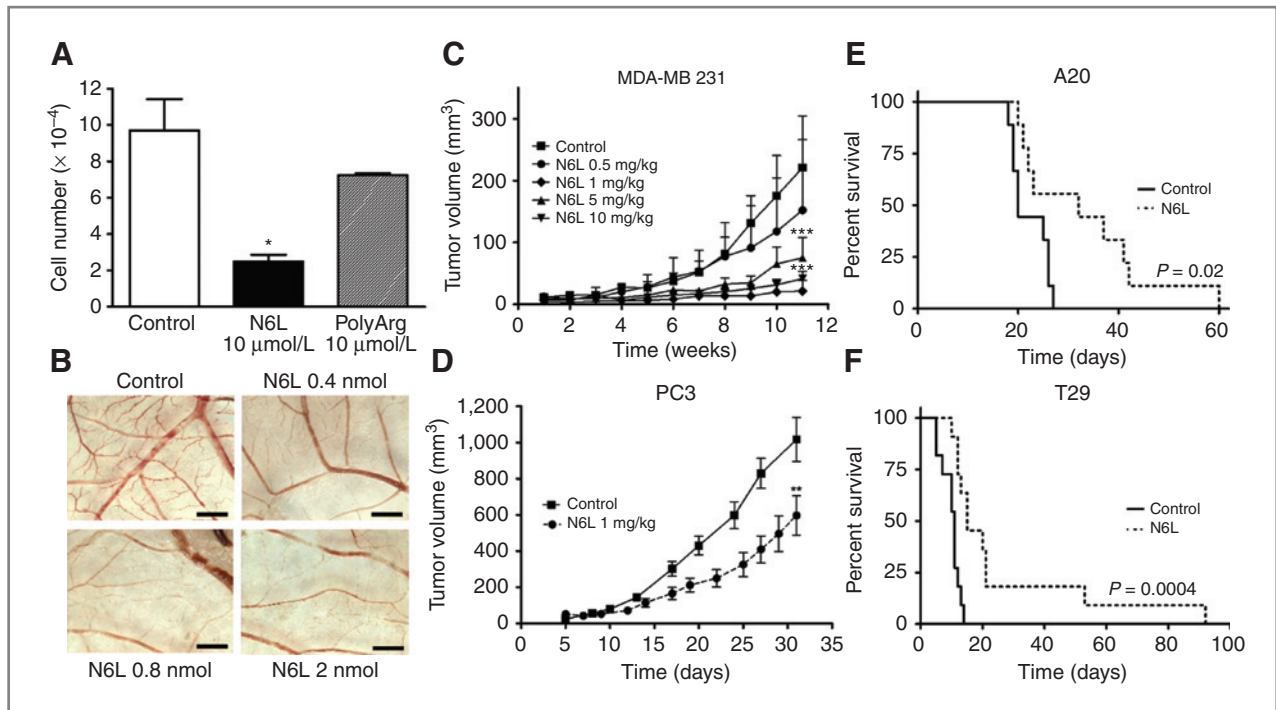 A
Cell number (× 10⁻⁴)
12
10
8
6
4
2
0
*
Control
N6L
10 μmol/L
PolyArg
10 μmol/L
B
Control
N6L 0.4 nmol
N6L 0.8 nmol
N6L 2 nmol
C
MDA-MB 231
Tumor volume (mm³)
300
200
100
0
Control
N6L 0.5 mg/kg
N6L 1 mg/kg
N6L 5 mg/kg
N6L 10 mg/kg
***
***
0 2 4 6 8 10 12
Time (weeks)
D
PC3
Tumor volume (mm³)
1,200
1,000
800
600
400
200
0
Control
N6L 1 mg/kg
**
0 5 10 15 20 25 30 35
Time (days)
E
A20
Percent survival
100
75
50
25
0
Control
N6L
P = 0.02
0 20 40 60
Time (days)
F
T29
Percent survival
100
75
50
25
0
Control
N6L
P = 0.0004
0 20 40 60 80 100
Time (days)